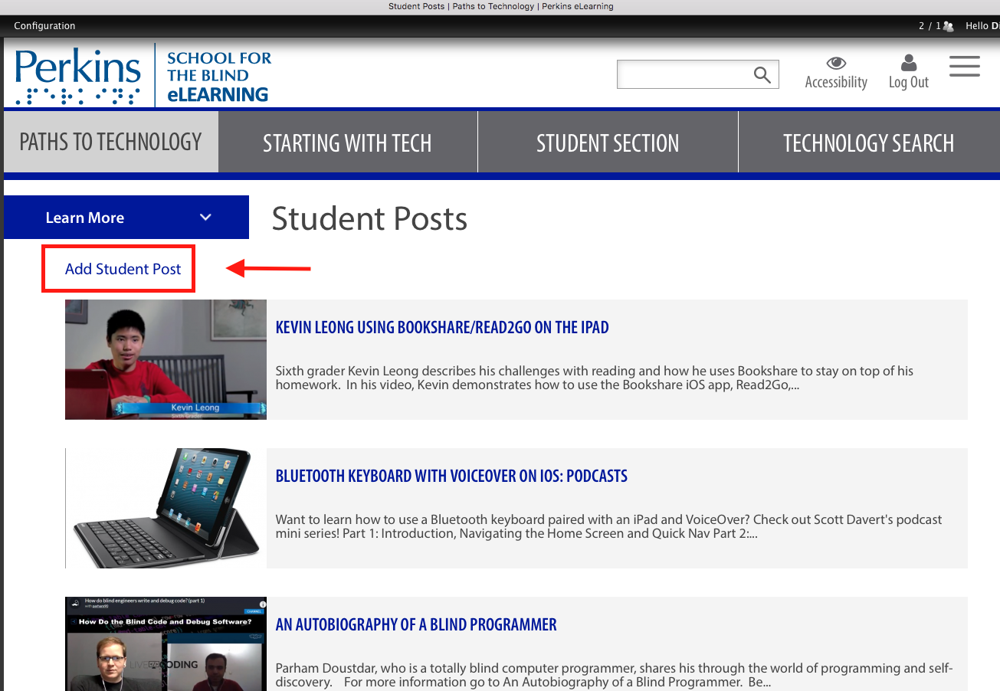 Student Posts | Paths to Technology | Perkins eLearning
Configuration
2 / 1
Hello Di
Perkins
SCHOOL FOR
THE BLIND
eLEARNING
Accessibility
Log Out
PATHS TO TECHNOLOGY
STARTING WITH TECH
STUDENT SECTION
TECHNOLOGY SEARCH
Learn More
Student Posts
Add Student Post
KEVIN LEONG USING BOOKSHARE/READ2GO ON THE IPAD
Sixth grader Kevin Leong describes his challenges with reading and how he uses Bookshare to stay on top of his
homework. In his video, Kevin demonstrates how to use the Bookshare iOS app, Read2Go,...
Kevin Leong
Sixth Grader
BLUETOOTH KEYBOARD WITH VOICEOVER ON IOS: PODCASTS
Want to learn how to use a Bluetooth keyboard paired with an iPad and VoiceOver? Check out Scott Davert's podcast
mini series! Part 1: Introduction, Navigating the Home Screen and Quick Nav Part 2:...
How do blind engineers write and debug code? (part 1)
with parham90
CHANNEL
How Do the Blind Code and Debug Software?
LIVE CODING
AN AUTOBIOGRAPHY OF A BLIND PROGRAMMER
Parham Doustdar, who is a totally blind computer programmer, shares his through the world of programming and self-
discovery. For more information go to An Autobiography of a Blind Programmer. Be...